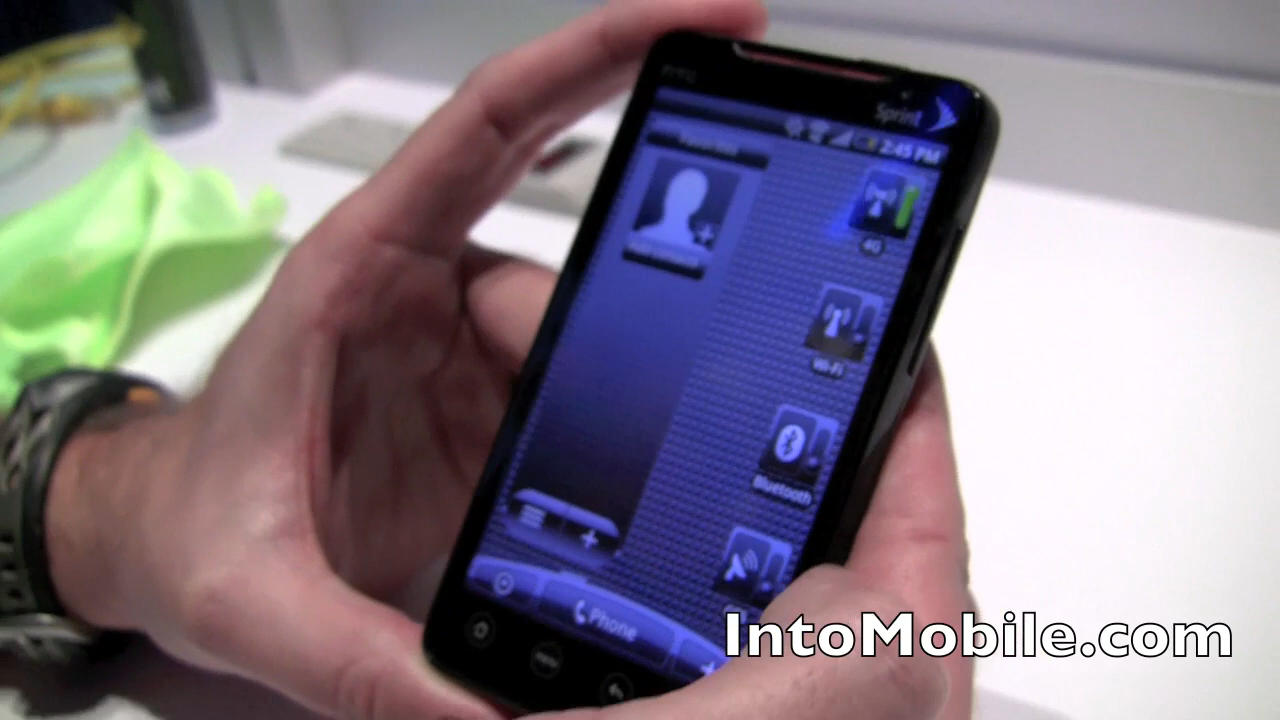 Sprint
2:45 PM
4G
Wi-Fi
Bluetooth
Phone
IntoMobile.com